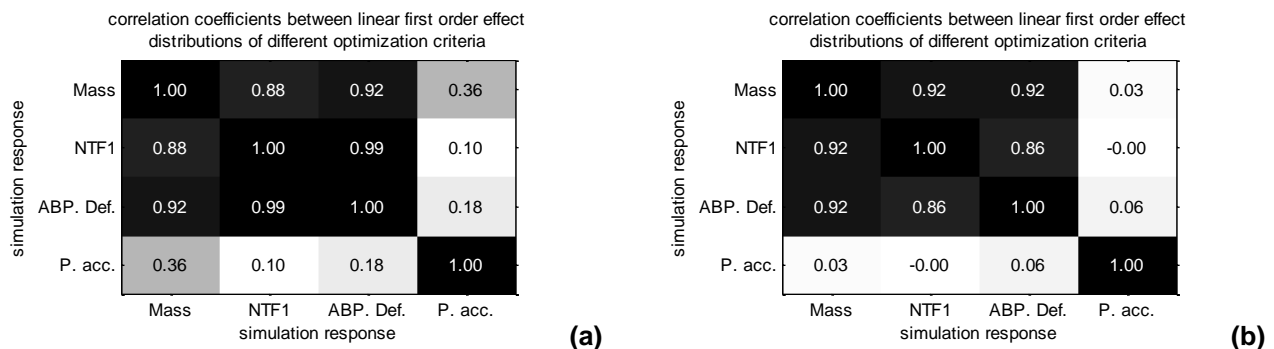 correlation coefficients between linear first order effect
distributions of different optimization criteria
simulation response
Mass 1.00 0.88 0.92 0.36
NTF1 0.88 1.00 0.99 0.10
ABP. Def. 0.92 0.99 1.00 0.18
P. acc. 0.36 0.10 0.18 1.00
Mass NTF1 ABP. Def. P. acc.
simulation response
(a)
correlation coefficients between linear first order effect
distributions of different optimization criteria
simulation response
Mass 1.00 0.92 0.92 0.03
NTF1 0.92 1.00 0.86 -0.00
ABP. Def. 0.92 0.86 1.00 0.06
P. acc. 0.03 -0.00 0.06 1.00
Mass NTF1 ABP. Def. P. acc.
simulation response
(b)